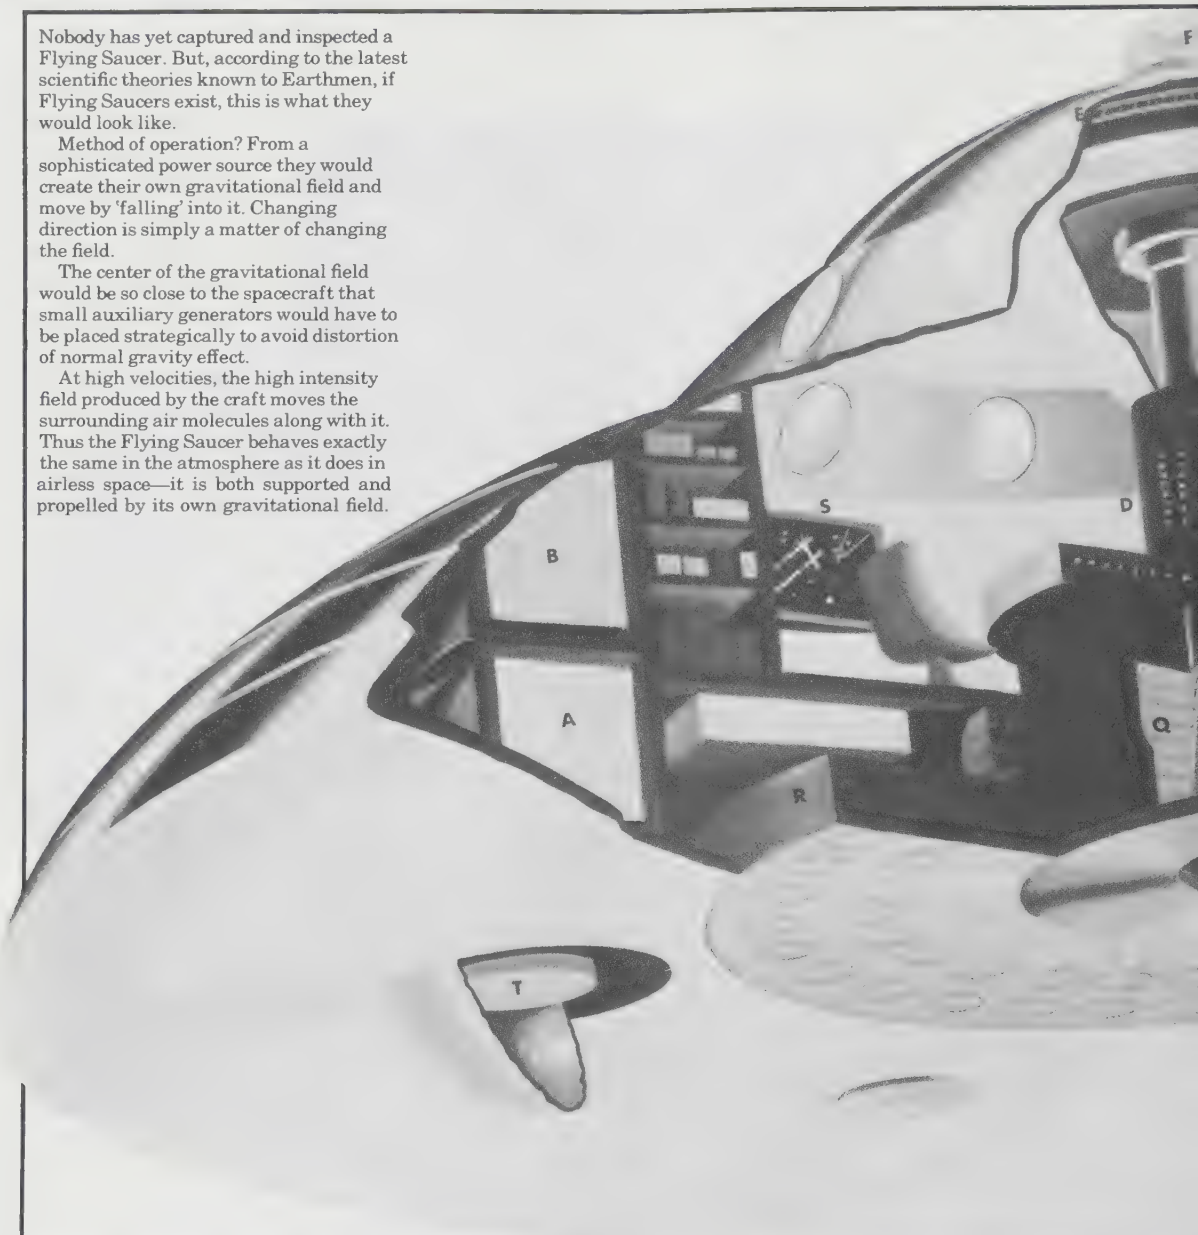 Nobody has yet captured and inspected a
Flying Saucer. But, according to the latest
scientific theories known to Earthmen, if
Flying Saucers exist, this is what they
would look like.
Method of operation? From a
sophisticated power source they would
create their own gravitational field and
move by 'falling' into it. Changing
direction is simply a matter of changing
the field.
The center of the gravitational field
would be so close to the spacecraft that
small auxiliary generators would have to
be placed strategically to avoid distortion
of normal gravity effect.
At high velocities, the high intensity
field produced by the craft moves the
surrounding air molecules along with it.
Thus the Flying Saucer behaves exactly
the same in the atmosphere as it does in
airless space—it is both supported and
propelled by its own gravitational field.
F
E
S
D
B
A
Q
R
T